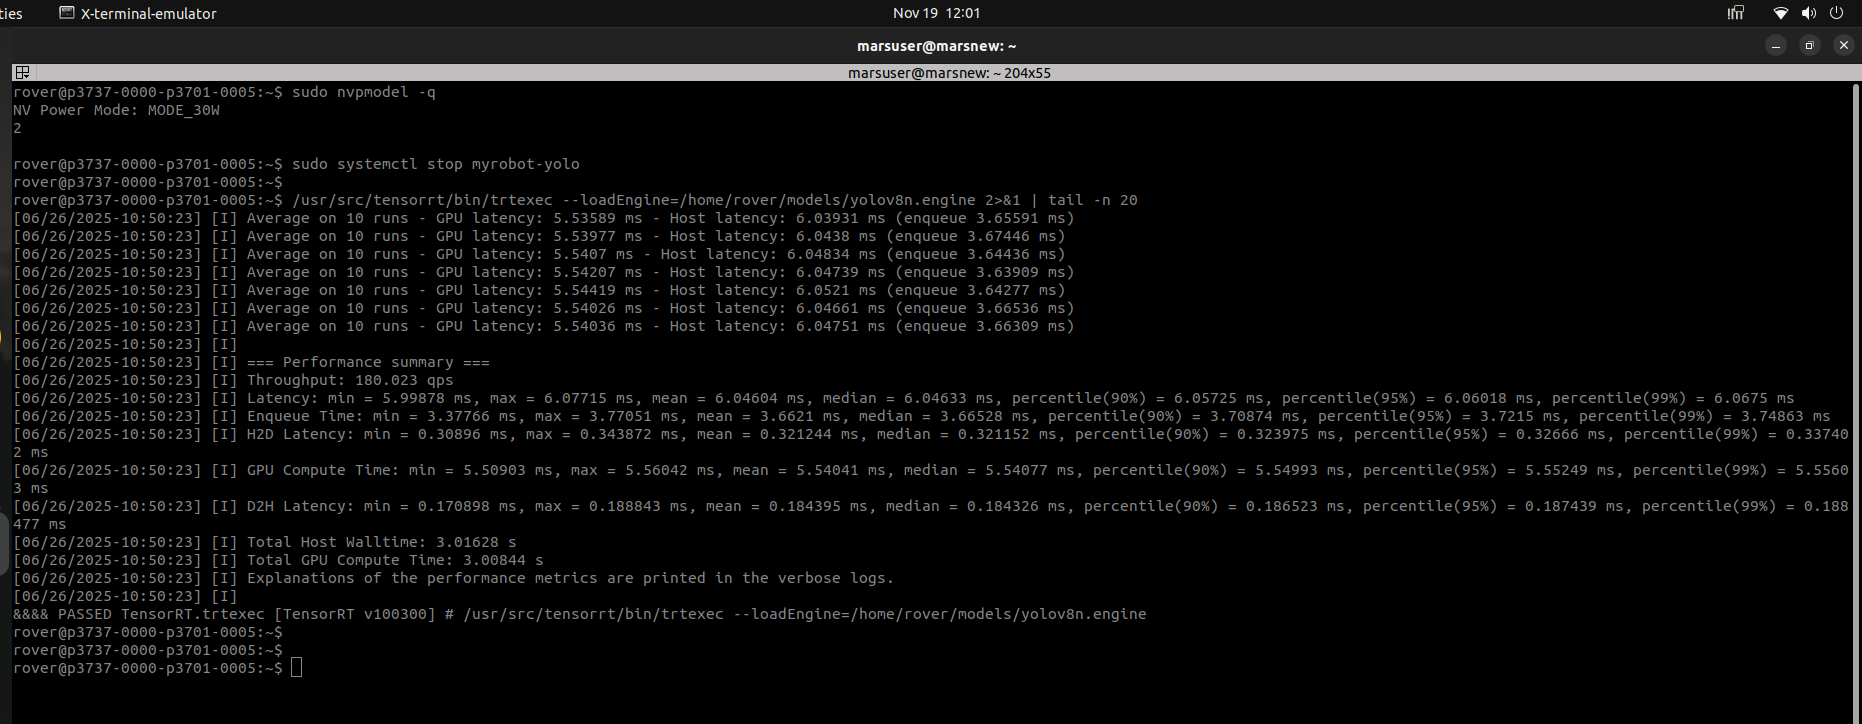 ties X-terminal-emulator Nov 19 12:01
marsuser@marsnew: ~
marsuser@marsnew: ~ 204x55
rover@p3737-0000-p3701-0005:~$ sudo nvpmodel -q
NV Power Mode: MODE_30W
2
rover@p3737-0000-p3701-0005:~$ sudo systemctl stop myrobot-yolo
rover@p3737-0000-p3701-0005:~$
rover@p3737-0000-p3701-0005:~$ /usr/src/tensorrt/bin/trtexec --loadEngine=/home/rover/models/yolov8n.engine 2>&1 | tail -n 20
[06/26/2025-10:50:23] [I] Average on 10 runs - GPU latency: 5.53589 ms - Host latency: 6.03931 ms (enqueue 3.65591 ms)
[06/26/2025-10:50:23] [I] Average on 10 runs - GPU latency: 5.53977 ms - Host latency: 6.0438 ms (enqueue 3.67446 ms)
[06/26/2025-10:50:23] [I] Average on 10 runs - GPU latency: 5.5407 ms - Host latency: 6.04834 ms (enqueue 3.64436 ms)
[06/26/2025-10:50:23] [I] Average on 10 runs - GPU latency: 5.54207 ms - Host latency: 6.04739 ms (enqueue 3.63909 ms)
[06/26/2025-10:50:23] [I] Average on 10 runs - GPU latency: 5.54419 ms - Host latency: 6.0521 ms (enqueue 3.64277 ms)
[06/26/2025-10:50:23] [I] Average on 10 runs - GPU latency: 5.54026 ms - Host latency: 6.04661 ms (enqueue 3.66536 ms)
[06/26/2025-10:50:23] [I] Average on 10 runs - GPU latency: 5.54036 ms - Host latency: 6.04751 ms (enqueue 3.66309 ms)
[06/26/2025-10:50:23] [I]
[06/26/2025-10:50:23] [I] === Performance summary ===
[06/26/2025-10:50:23] [I] Throughput: 180.023 qps
[06/26/2025-10:50:23] [I] Latency: min = 5.99878 ms, max = 6.07715 ms, mean = 6.04604 ms, median = 6.04633 ms, percentile(90%) = 6.05725 ms, percentile(95%) = 6.06018 ms, percentile(99%) = 6.0675 ms
[06/26/2025-10:50:23] [I] Enqueue Time: min = 3.37766 ms, max = 3.77051 ms, mean = 3.6621 ms, median = 3.66528 ms, percentile(90%) = 3.70874 ms, percentile(95%) = 3.7215 ms, percentile(99%) = 3.74863 ms
[06/26/2025-10:50:23] [I] H2D Latency: min = 0.30896 ms, max = 0.343872 ms, mean = 0.321244 ms, median = 0.321152 ms, percentile(90%) = 0.323975 ms, percentile(95%) = 0.32666 ms, percentile(99%) = 0.33740
2 ms
[06/26/2025-10:50:23] [I] GPU Compute Time: min = 5.50903 ms, max = 5.56042 ms, mean = 5.54041 ms, median = 5.54077 ms, percentile(90%) = 5.54993 ms, percentile(95%) = 5.55249 ms, percentile(99%) = 5.5560
3 ms
[06/26/2025-10:50:23] [I] D2H Latency: min = 0.170898 ms, max = 0.188843 ms, mean = 0.184395 ms, median = 0.184326 ms, percentile(90%) = 0.186523 ms, percentile(95%) = 0.187439 ms, percentile(99%) = 0.188
477 ms
[06/26/2025-10:50:23] [I] Total Host Walltime: 3.01628 s
[06/26/2025-10:50:23] [I] Total GPU Compute Time: 3.00844 s
[06/26/2025-10:50:23] [I] Explanations of the performance metrics are printed in the verbose logs.
[06/26/2025-10:50:23] [I]
&&&& PASSED TensorRT.trtexec [TensorRT v100300] # /usr/src/tensorrt/bin/trtexec --loadEngine=/home/rover/models/yolov8n.engine
rover@p3737-0000-p3701-0005:~$
rover@p3737-0000-p3701-0005:~$
rover@p3737-0000-p3701-0005:~$